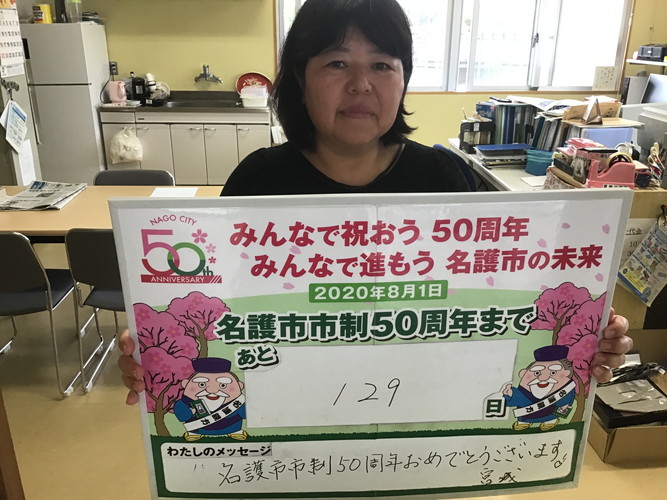 NAGO CITY
50th
ANNIVERSARY
みんなで祝おう 50周年
みんなで進もう 名護市の未来
2020年8月1日
名護市市制50周年まで
あと
129
日
わたしのメッセージ
名護市市制50周年おめでとうございます。
宮城